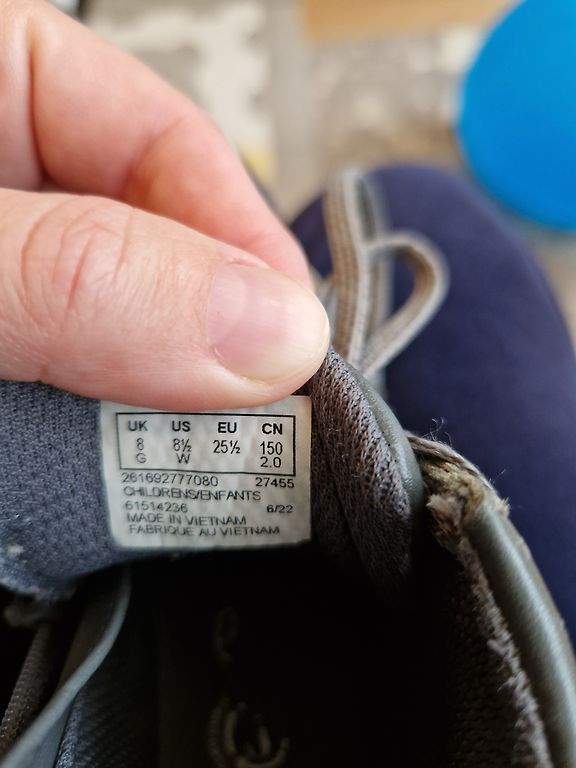 UK US EU CN
8 8½ 25½ 150
G W 2.0
261692777080 27455
CHILDRENS/ENFANTS
61514236 6/22
MADE IN VIETNAM
FABRIQUE AU VIETNAM